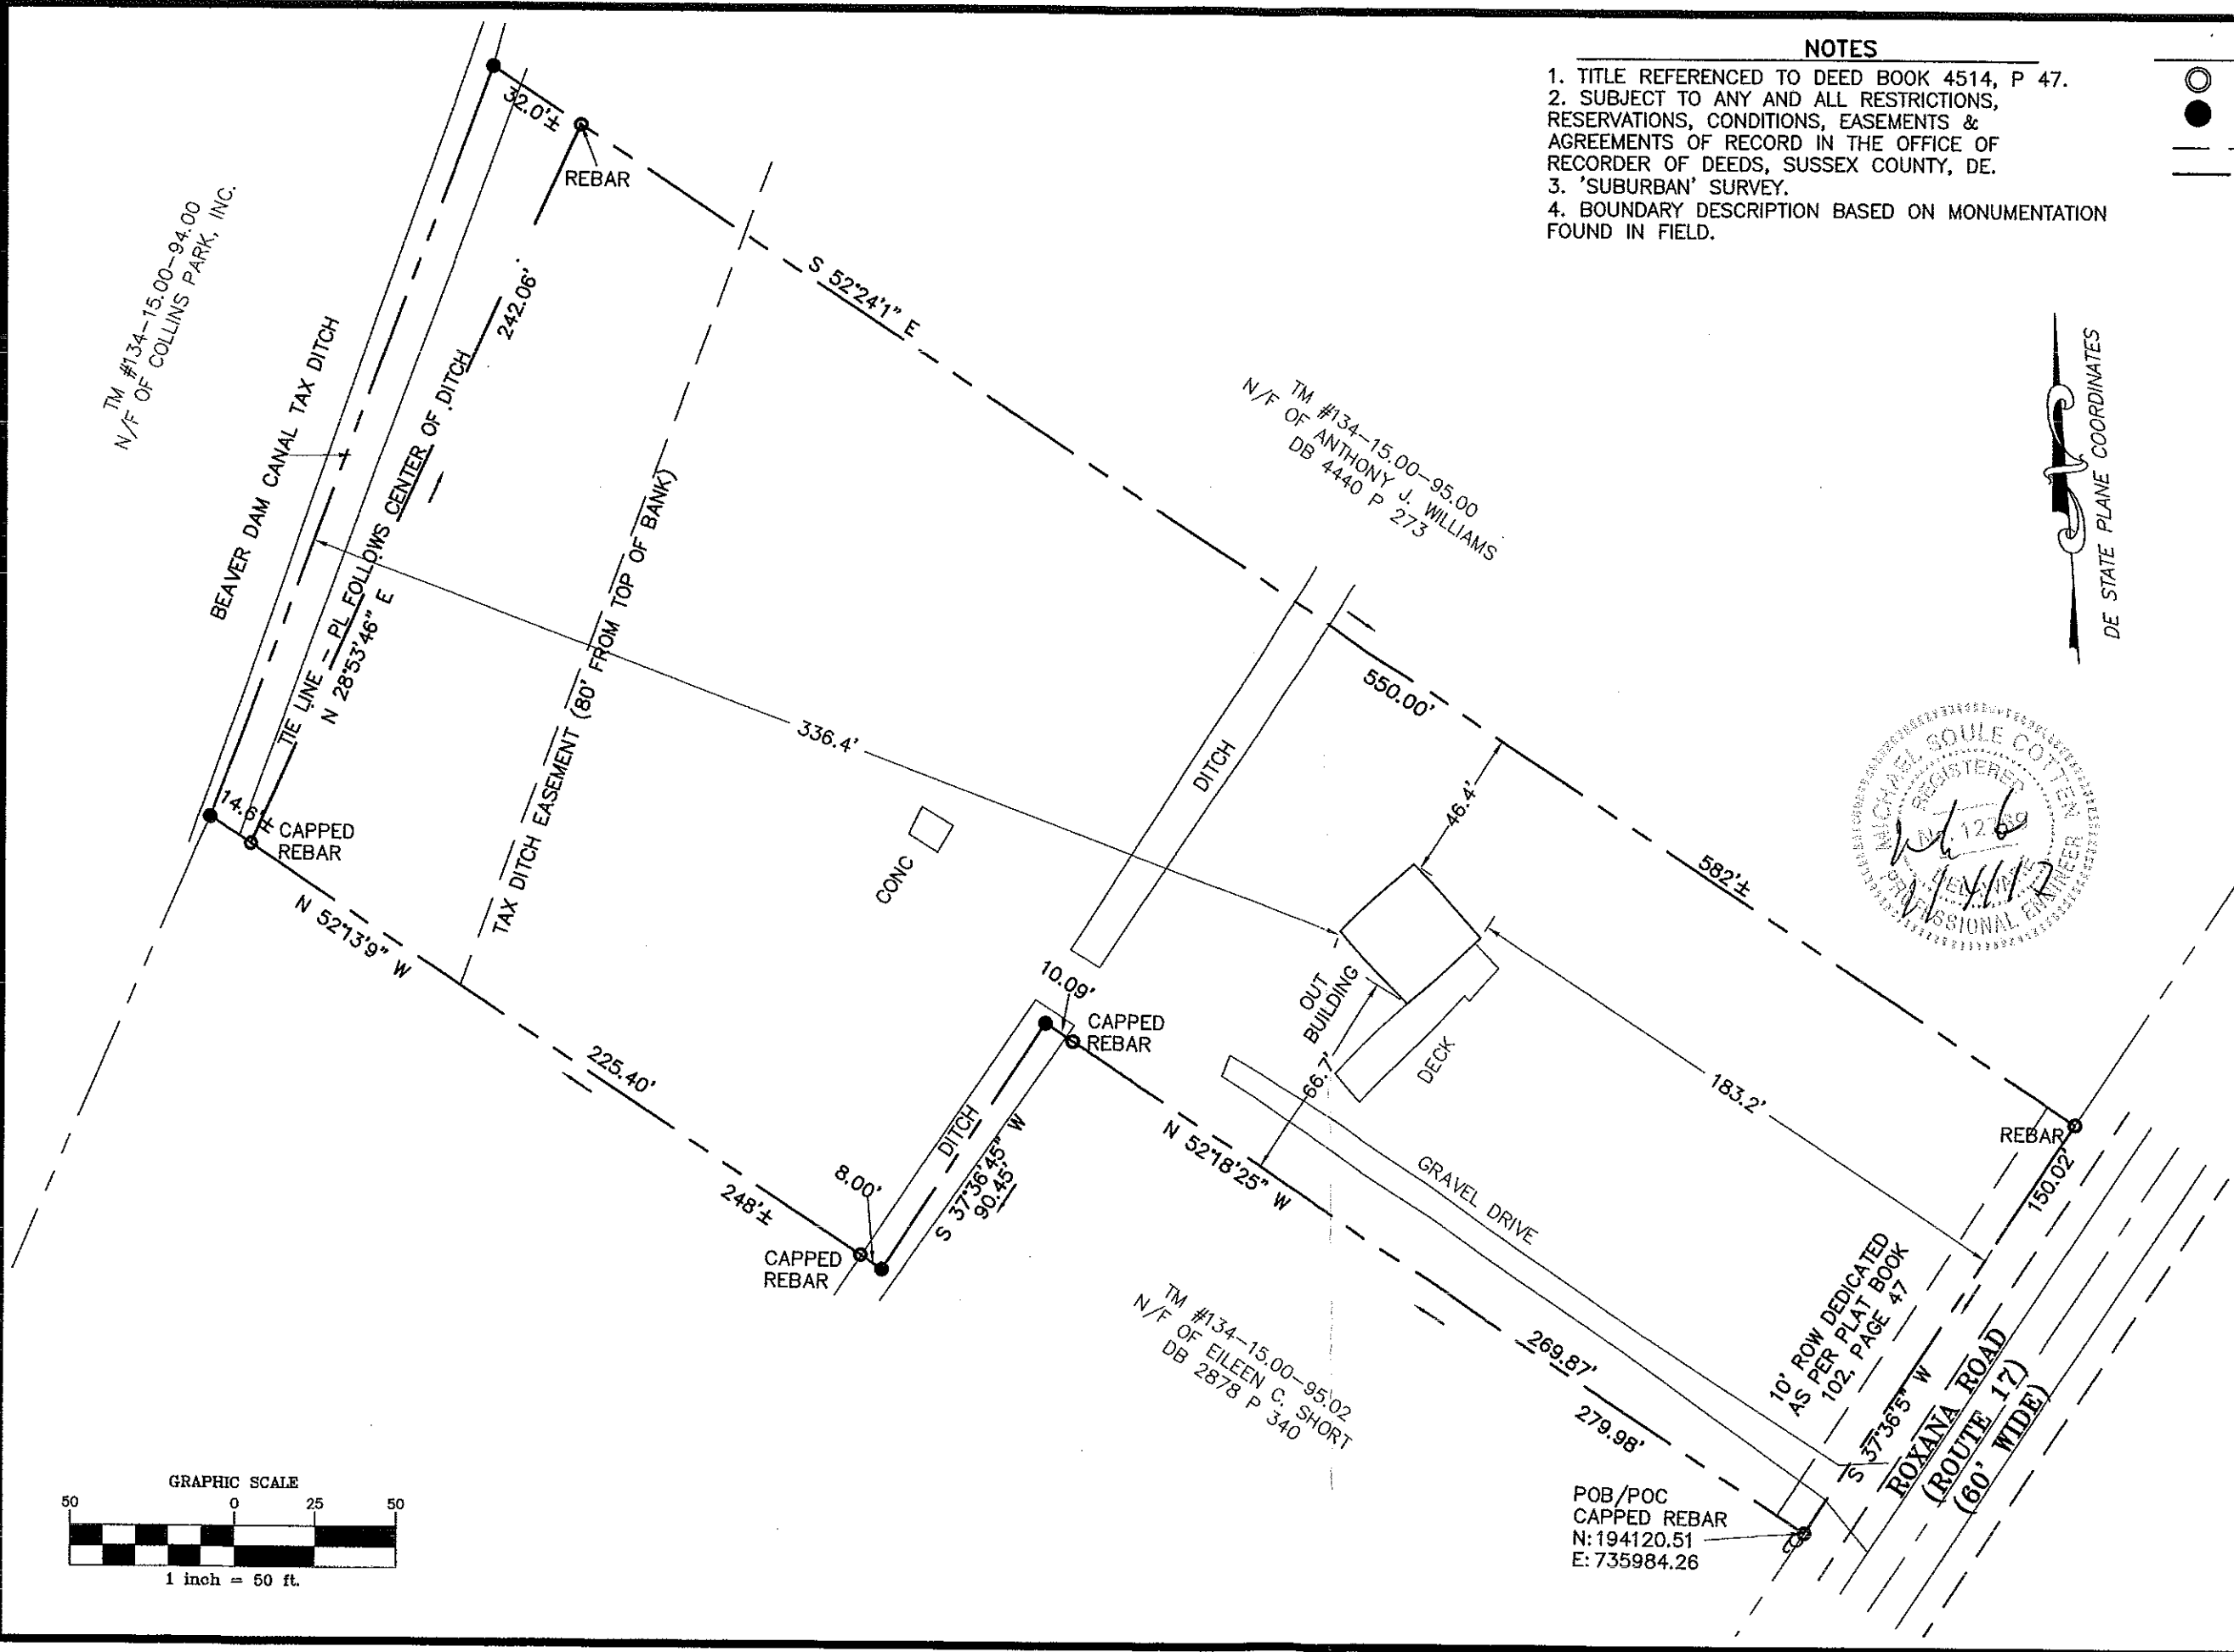 NOTES
1. TITLE REFERENCED TO DEED BOOK 4514, P 47.
2. SUBJECT TO ANY AND ALL RESTRICTIONS,
RESERVATIONS, CONDITIONS, EASEMENTS &
AGREEMENTS OF RECORD IN THE OFFICE OF
RECORDER OF DEEDS, SUSSEX COUNTY, DE.
3. 'SUBURBAN' SURVEY.
4. BOUNDARY DESCRIPTION BASED ON MONUMENTATION
FOUND IN FIELD.
32.0'±
REBAR
TM #134-15.00-94.00
N/F OF COLLINS PARK, INC.
BEAVER DAM CANAL TAX DITCH
TIE LINE - PL FOLLOWS CENTER OF DITCH
N 28°53'46" E
242.06'
TAX DITCH EASEMENT (80' FROM TOP OF BANK)
S 52°24'1" E
TM #134-15.00-95.00
N/F OF ANTHONY J. WILLIAMS
DB 4440 P 273
DE STATE PLANE COORDINATES
550.00'
336.4'
DITCH
46.4'
582'±
MICHAEL SOULE COTTEN
REGISTERED
No. 12739
DELAWARE
PROFESSIONAL ENGINEER
14.6'±
CAPPED
REBAR
N 52°13'9" W
CONC
10.09'
CAPPED
REBAR
OUT
BUILDING
66.7'
DECK
183.2'
REBAR
150.02'
225.40'
248'±
8.00'
DITCH
S 37°36'45" W
90.45'
CAPPED
REBAR
N 52°18'25" W
GRAVEL DRIVE
TM #134-15.00-95.02
N/F OF EILEEN C. SHORT
DB 2878 P 340
269.87'
279.98'
10' ROW DEDICATED
AS PER PLAT BOOK
102, PAGE 47
S 37°36'5" W
ROXANA ROAD
(ROUTE 17)
(60' WIDE)
POB/POC
CAPPED REBAR
N:194120.51
E:735984.26
GRAPHIC SCALE
50 0 25 50
1 inch = 50 ft.